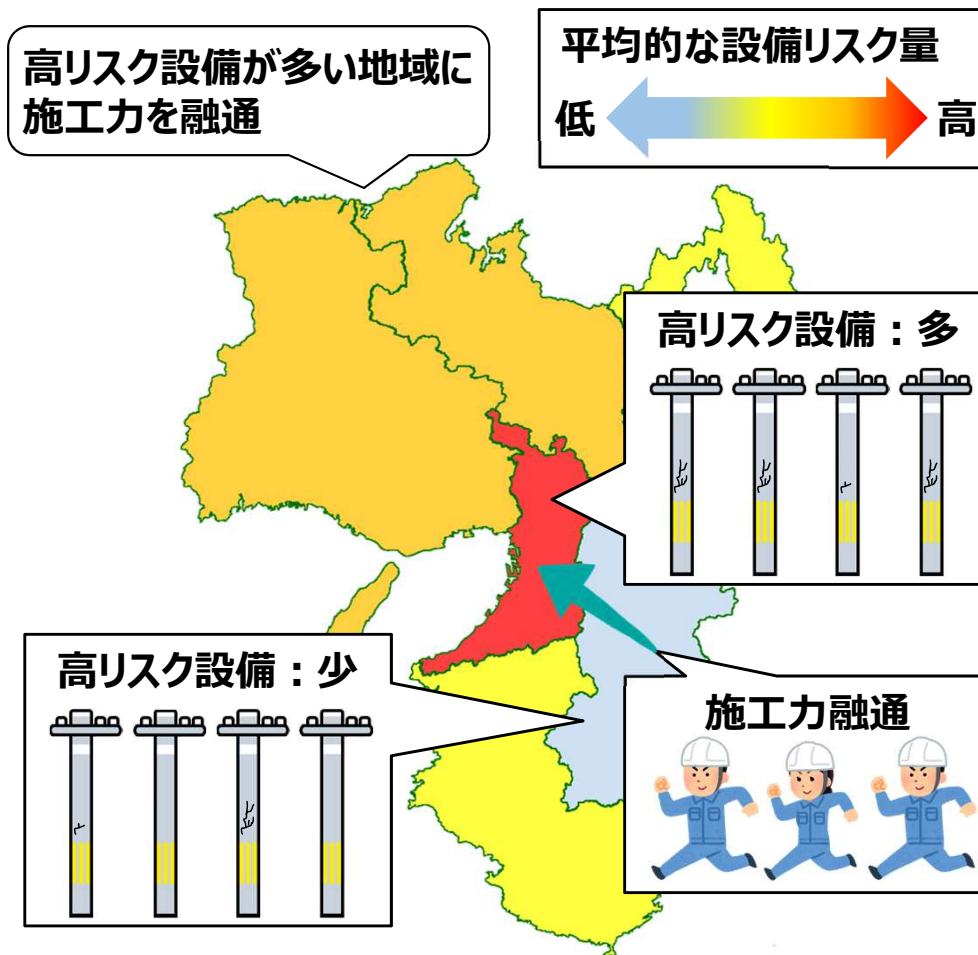 高リスク設備が多い地域に
施工力を融通
平均的な設備リスク量
低
高
高リスク設備：多
高リスク設備：少
施工力融通